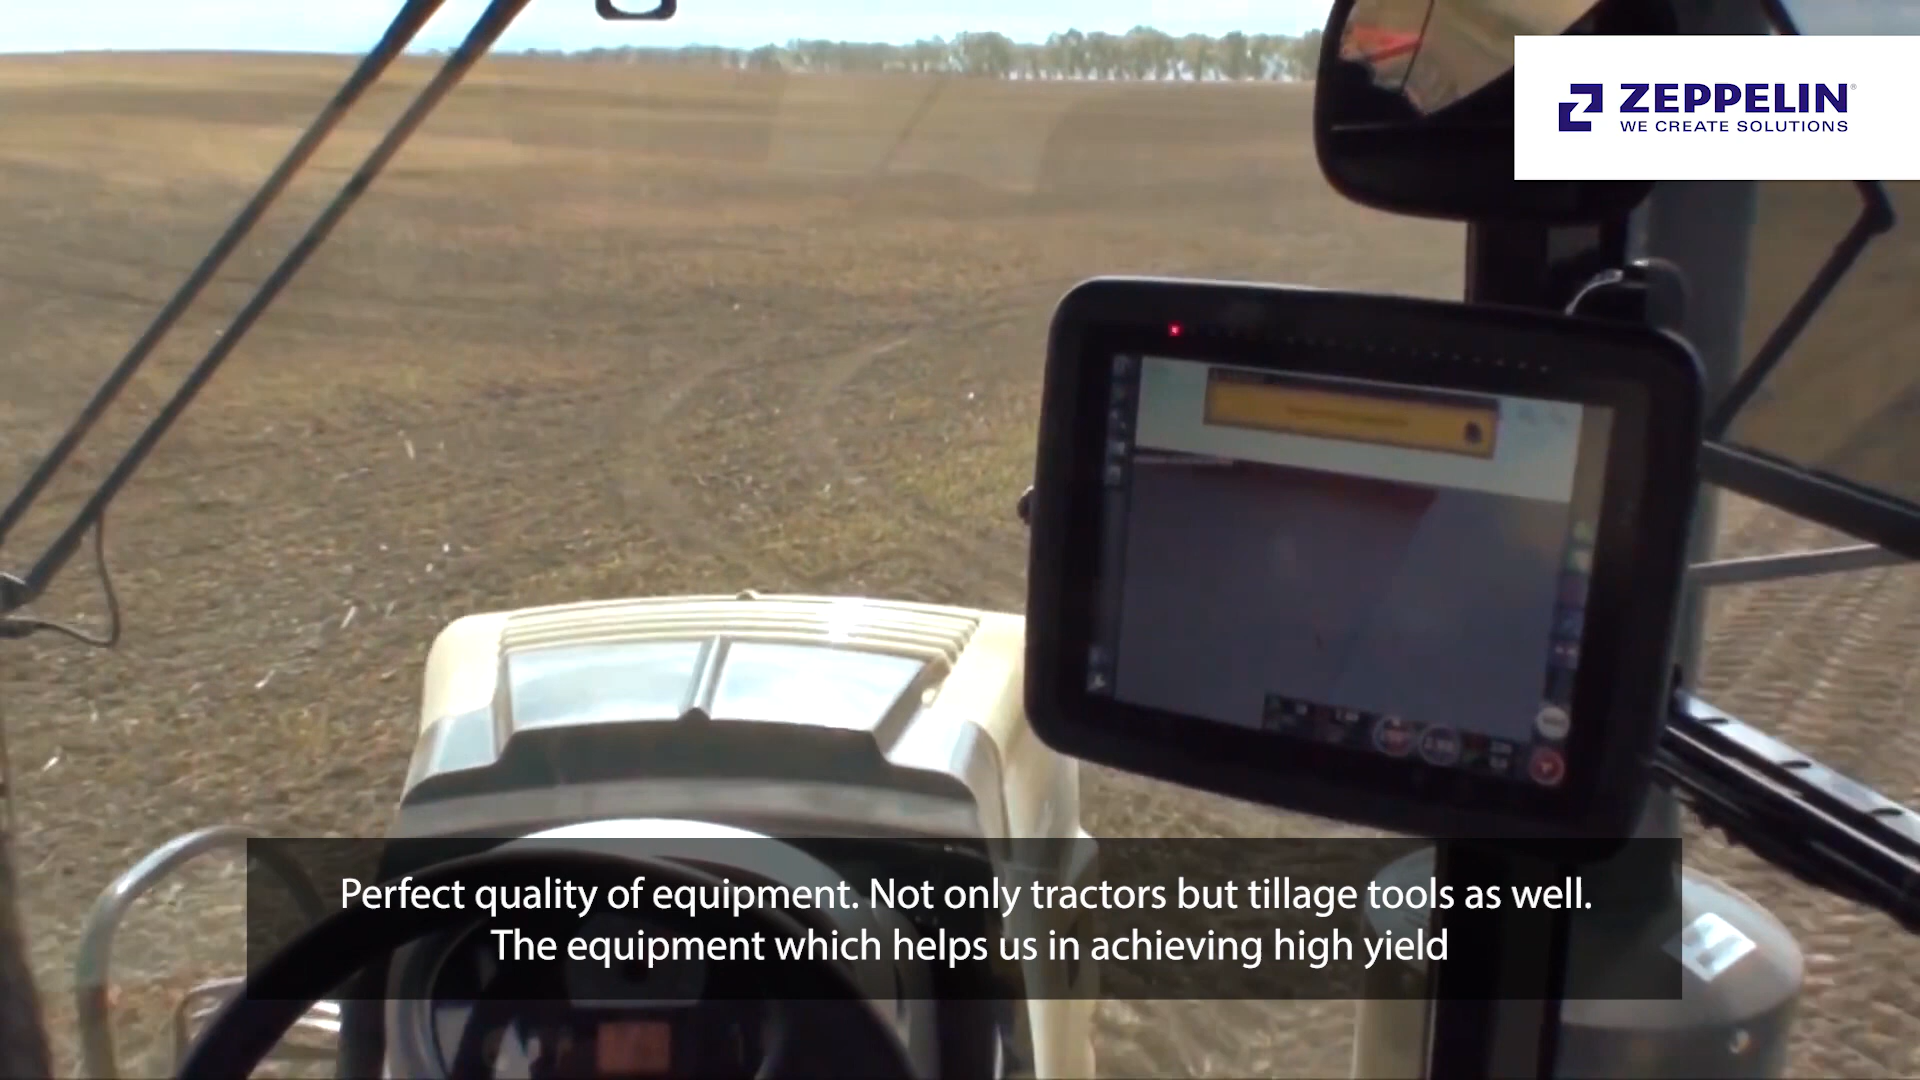 ZEPPELIN®
WE CREATE SOLUTIONS
Perfect quality of equipment. Not only tractors but tillage tools as well.
The equipment which helps us in achieving high yield